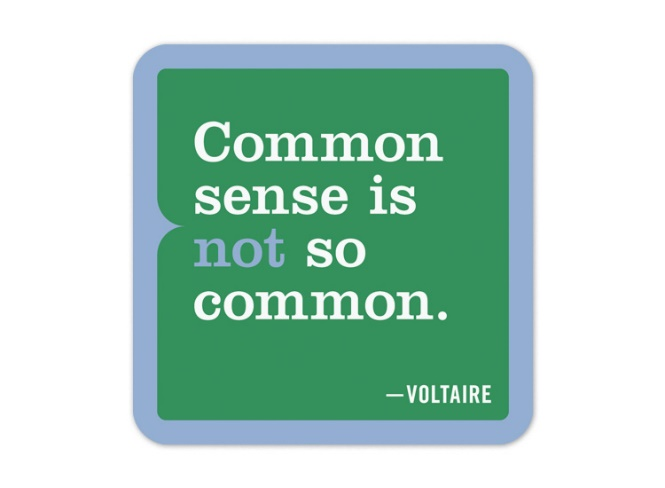 Common
sense is
not so
common.
—VOLTAIRE